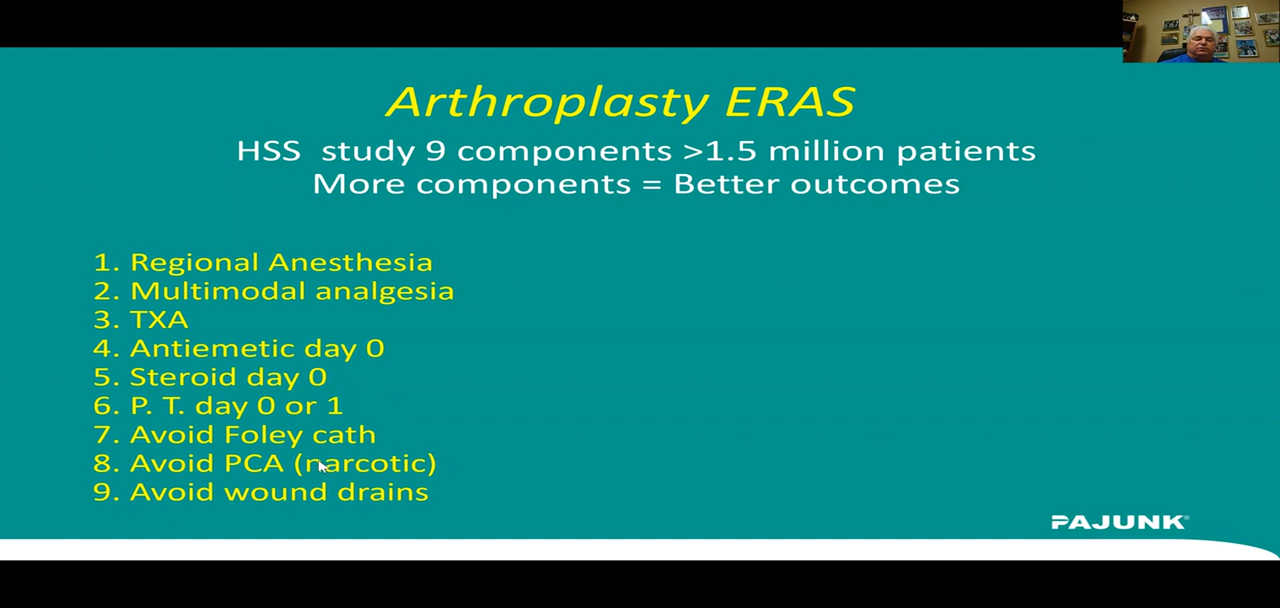 Arthroplasty ERAS
HSS study 9 components >1.5 million patients
More components = Better outcomes
1. Regional Anesthesia
2. Multimodal analgesia
3. TXA
4. Antiemetic day 0
5. Steroid day 0
6. P. T. day 0 or 1
7. Avoid Foley cath
8. Avoid PCA (narcotic)
9. Avoid wound drains
PAJUNK®